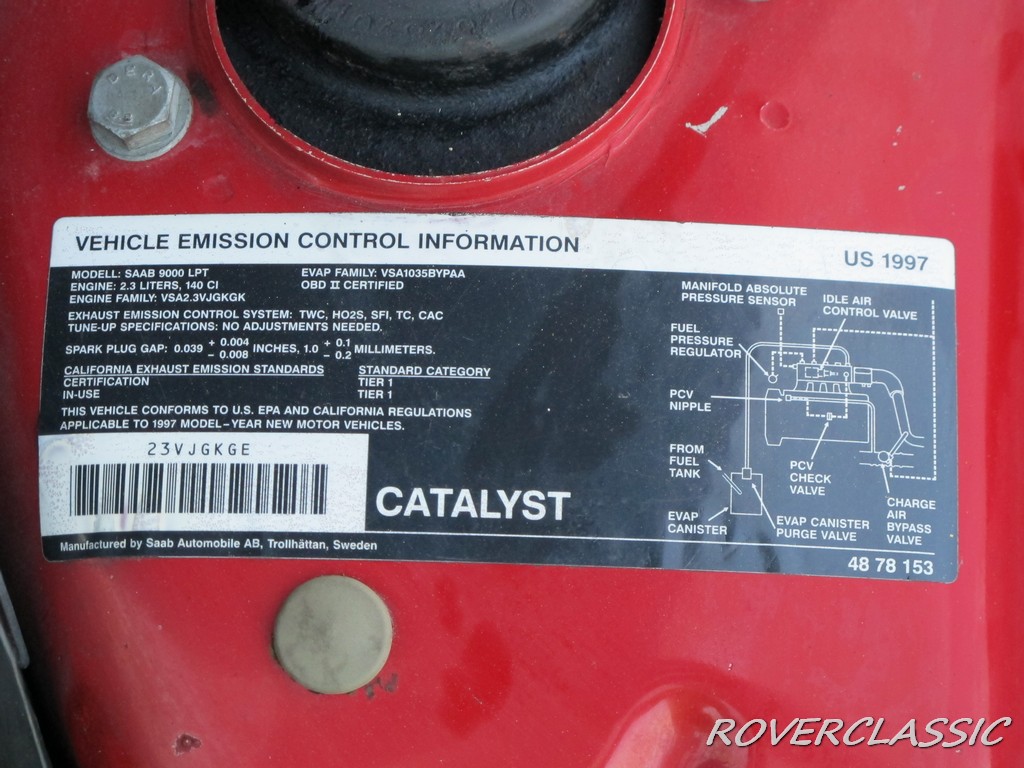 VEHICLE EMISSION CONTROL INFORMATION
US 1997
MODELL: SAAB 9000 LPT
ENGINE: 2.3 LITERS, 140 CI
ENGINE FAMILY: VSA2.3VJGKGK
EVAP FAMILY: VSA1035BYPAA
OBD II CERTIFIED
EXHAUST EMISSION CONTROL SYSTEM: TWC, HO2S, SFI, TC, CAC
TUNE-UP SPECIFICATIONS: NO ADJUSTMENTS NEEDED.
SPARK PLUG GAP: 0.039 + 0.004 - 0.008 INCHES, 1.0 + 0.1 - 0.2 MILLIMETERS.
CALIFORNIA EXHAUST EMISSION STANDARDS STANDARD CATEGORY
CERTIFICATION TIER 1
IN-USE TIER 1
THIS VEHICLE CONFORMS TO U.S. EPA AND CALIFORNIA REGULATIONS
APPLICABLE TO 1997 MODEL-YEAR NEW MOTOR VEHICLES.
23VJGKGE
CATALYST
Manufactured by Saab Automobile AB, Trollhättan, Sweden
MANIFOLD ABSOLUTE
PRESSURE SENSOR
IDLE AIR
CONTROL VALVE
FUEL
PRESSURE
REGULATOR
PCV
NIPPLE
FROM
FUEL
TANK
PCV
CHECK
VALVE
EVAP
CANISTER
EVAP CANISTER
PURGE VALVE
CHARGE
AIR
BYPASS
VALVE
48 78 153
ROVERCLASSIC